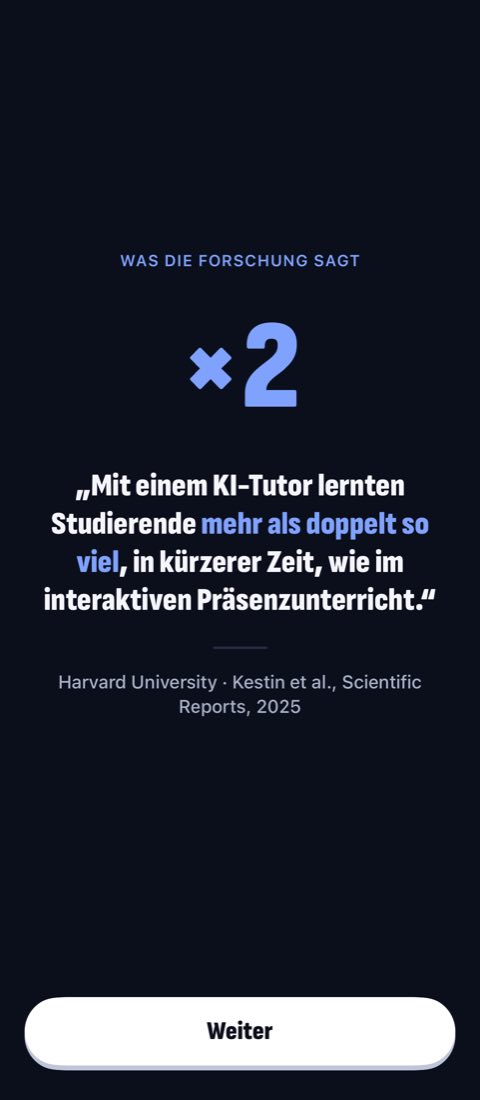 WAS DIE FORSCHUNG SAGT
×2
„Mit einem KI-Tutor lernten
Studierende mehr als doppelt so
viel, in kürzerer Zeit, wie im
interaktiven Präsenzunterricht.“
Harvard University · Kestin et al., Scientific
Reports, 2025
Weiter